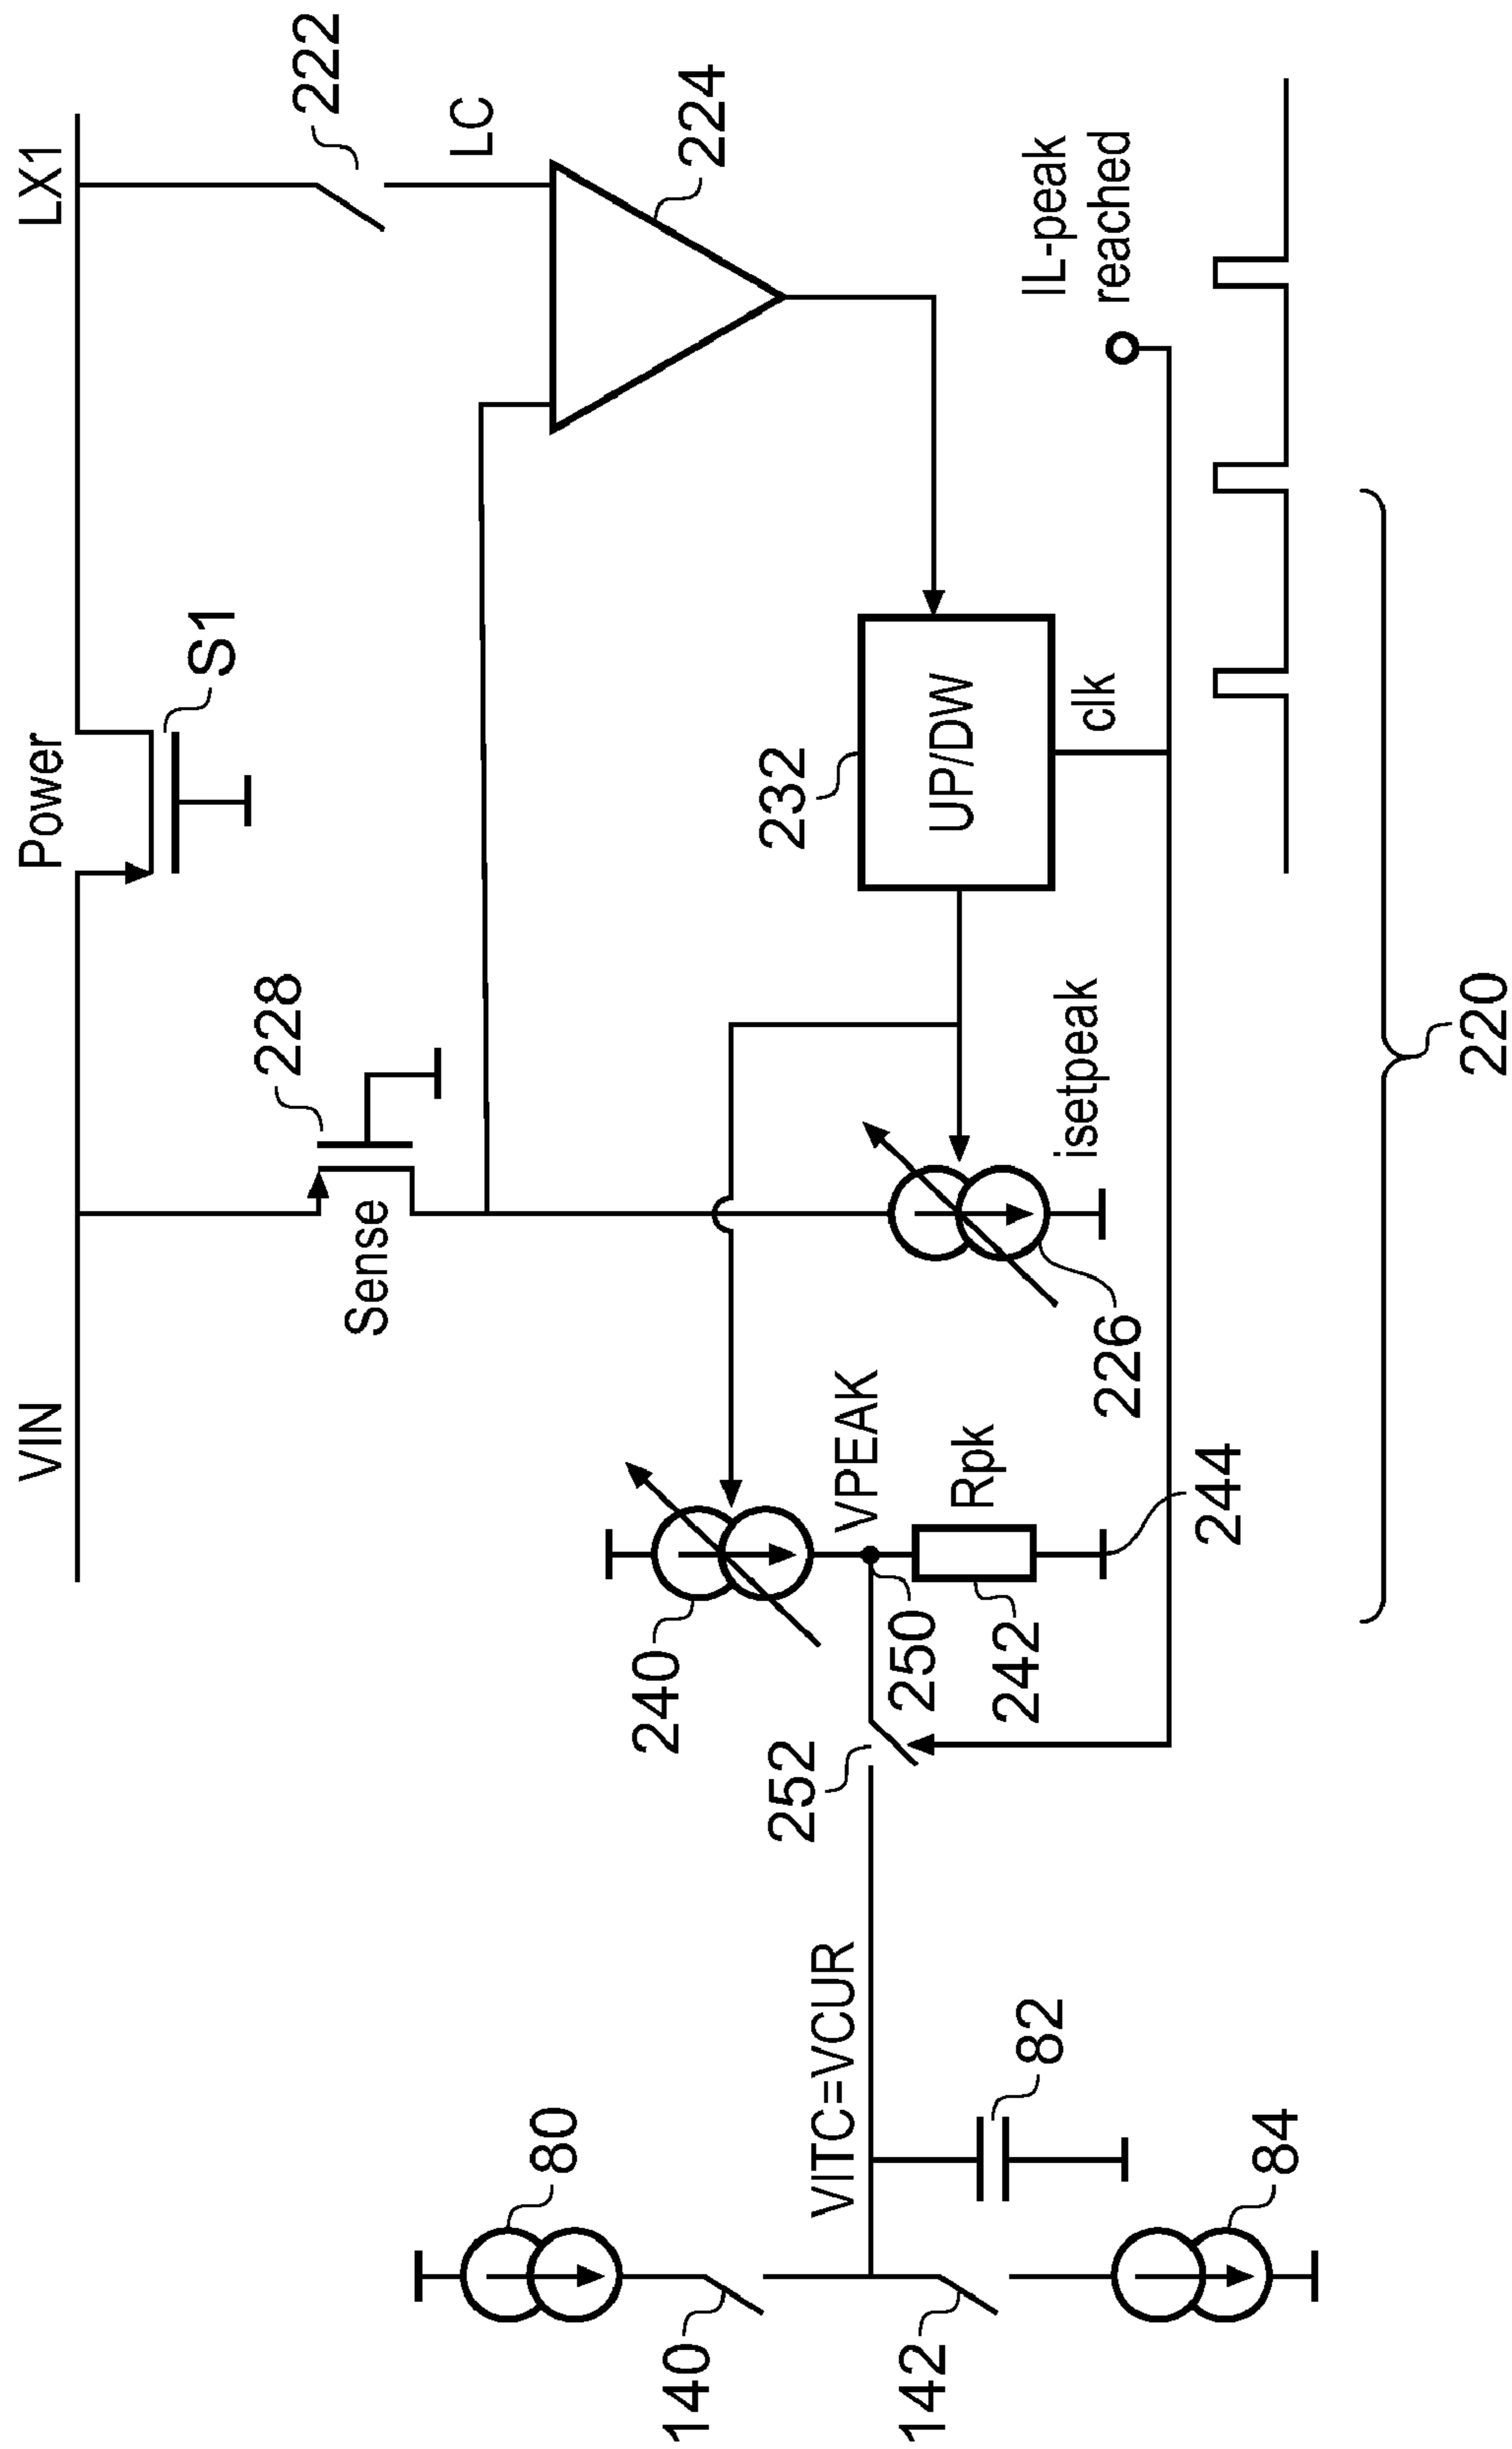 VIN
Power
LX1
S1
222
228
Sense
LC
224
240
VPEAK
232
UP/DW
252
250
VITC=VCUR
80
140
142
82
84
242
Rpk
226
isetpeak
clk
IL-peak
reached
244
220